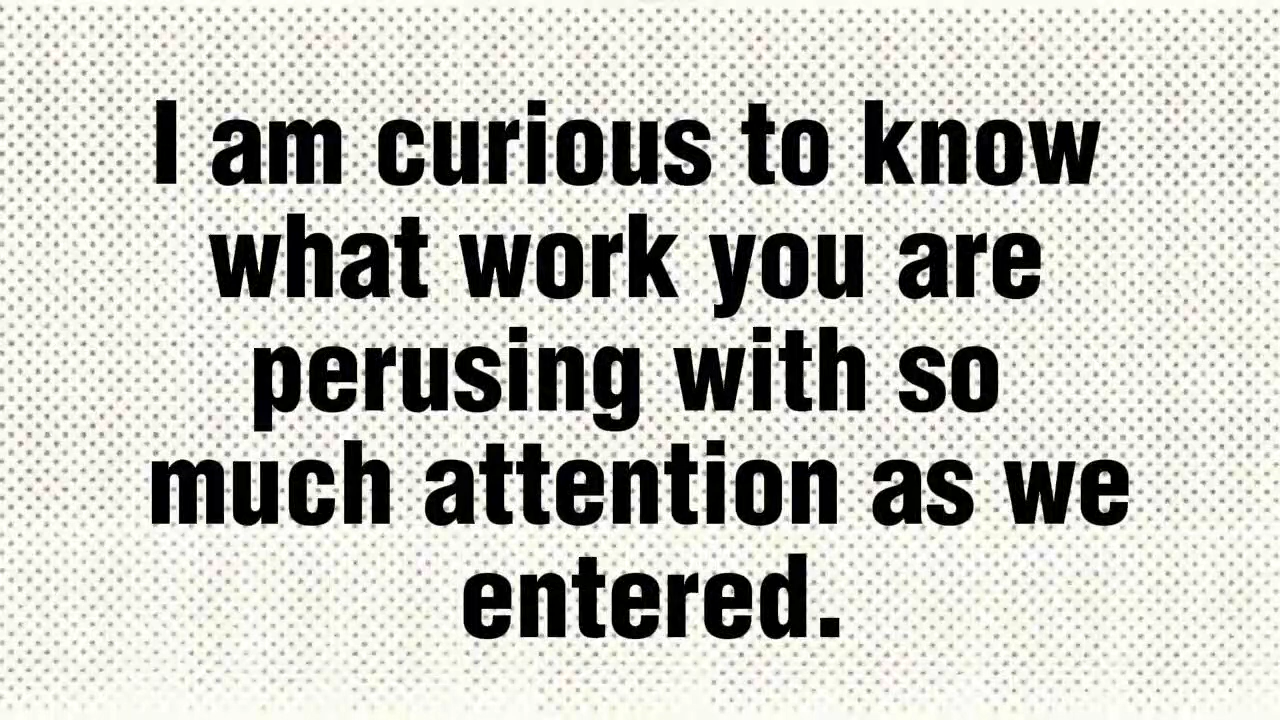 I am curious to know
what work you are
perusing with so
much attention as we
entered.